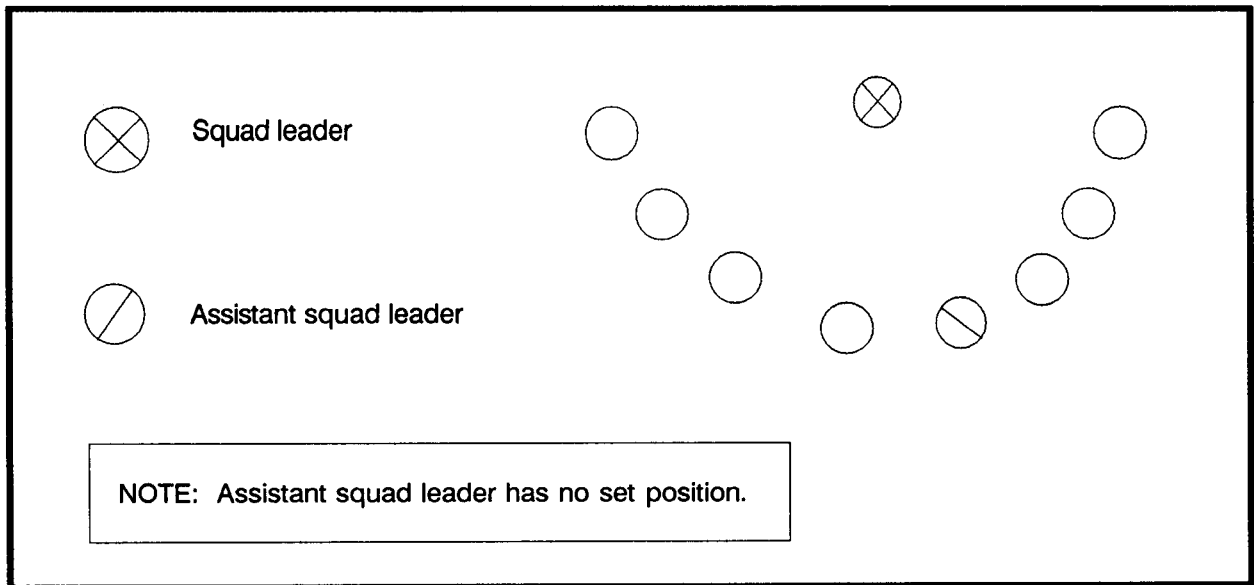 Squad leader
Assistant squad leader
NOTE: Assistant squad leader has no set position.